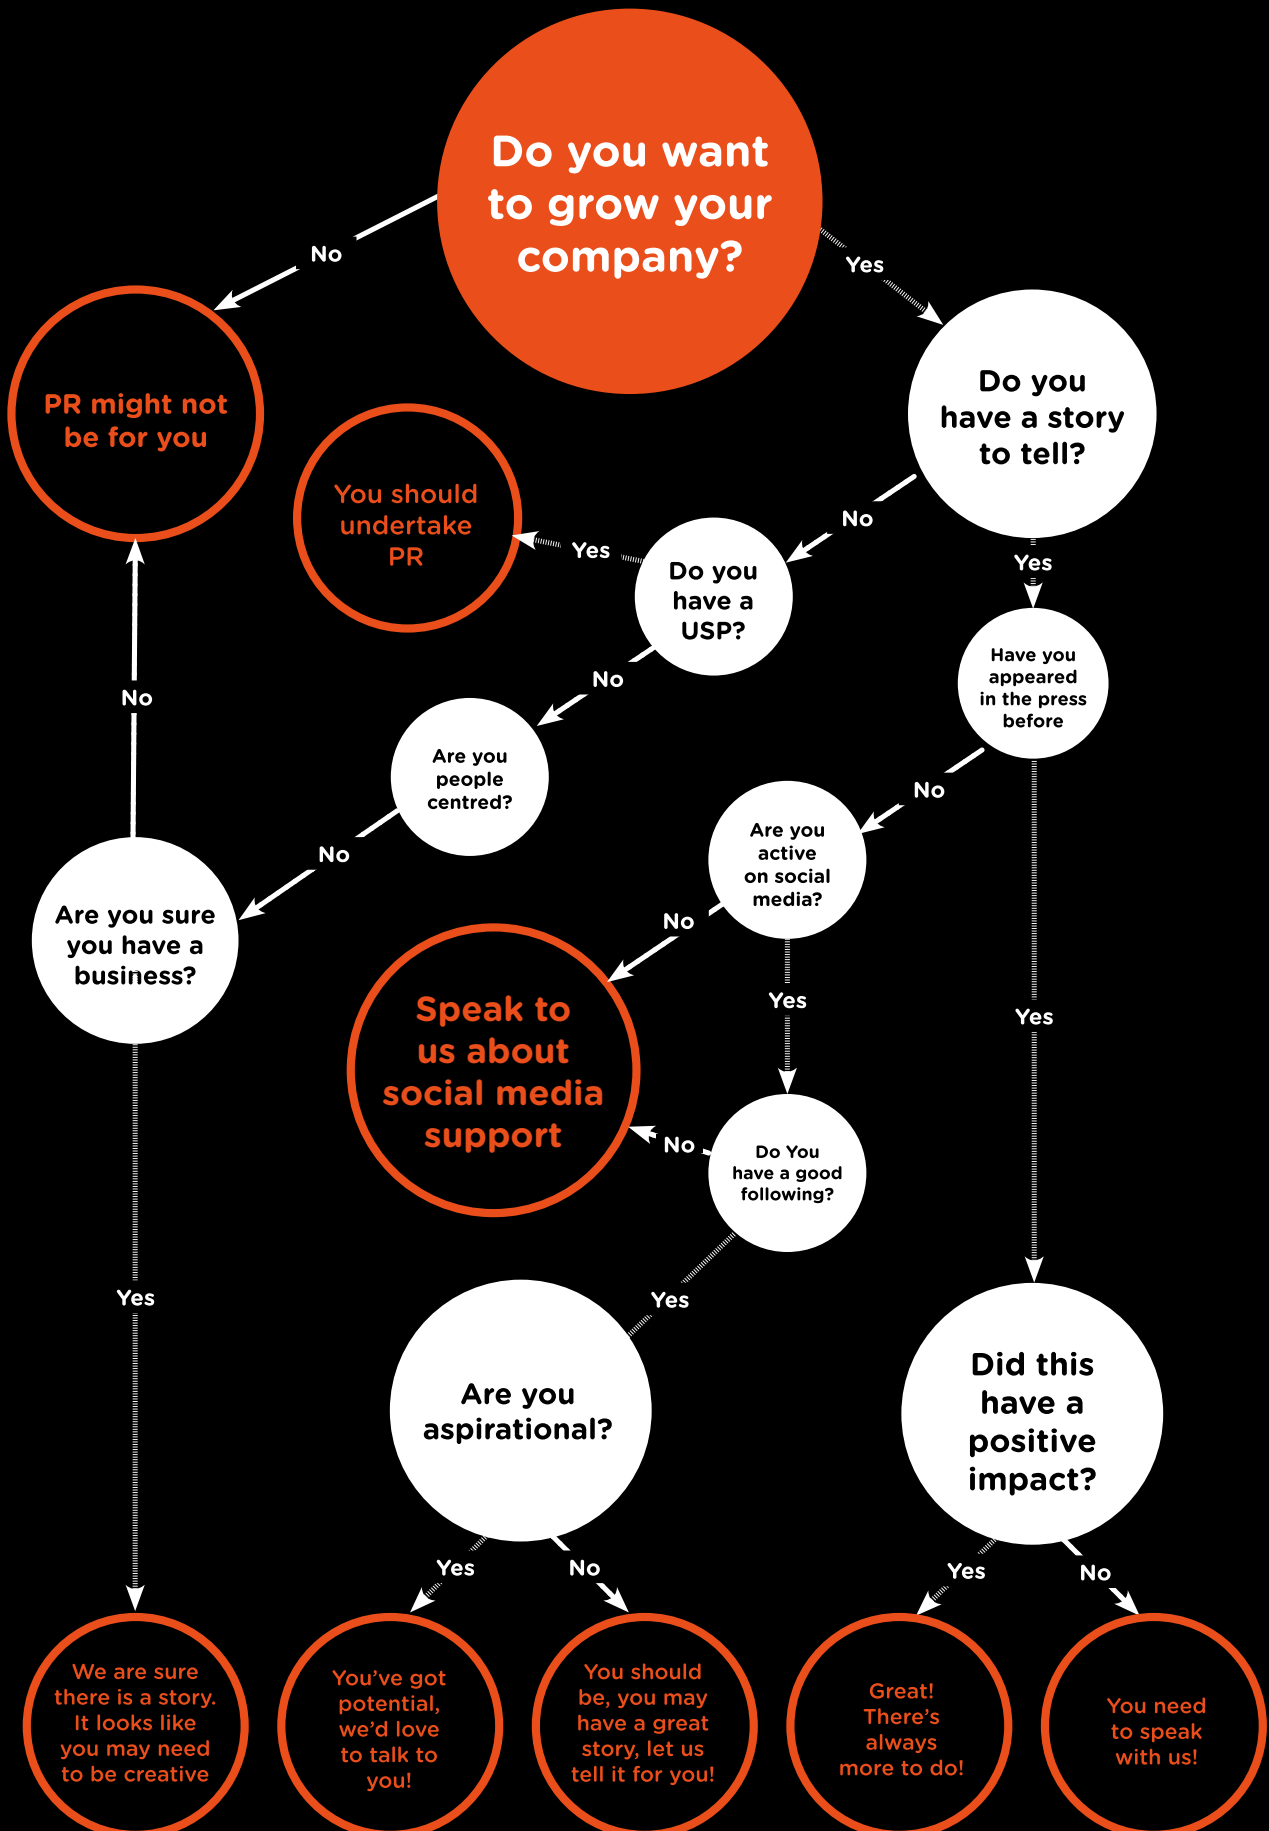 Do you want
to grow your
company?
No
Yes
PR might not
be for you
Do you
have a story
to tell?
You should
undertake
PR
No
Yes
Do you
have a
USP?
Yes
Have you
appeared
in the press
before
No
No
Are you
people
centred?
No
Are you
active
on social
media?
No
Are you sure
you have a
business?
No
Speak to
us about
social media
support
Yes
Yes
No
Do You
have a good
following?
Yes
Yes
Are you
aspirational?
Did this
have a
positive
impact?
Yes
No
Yes
No
We are sure
there is a story.
It looks like
you may need
to be creative
You've got
potential,
we'd love
to talk to
you!
You should
be, you may
have a great
story, let us
tell it for you!
Great!
There's
always
more to do!
You need
to speak
with us!